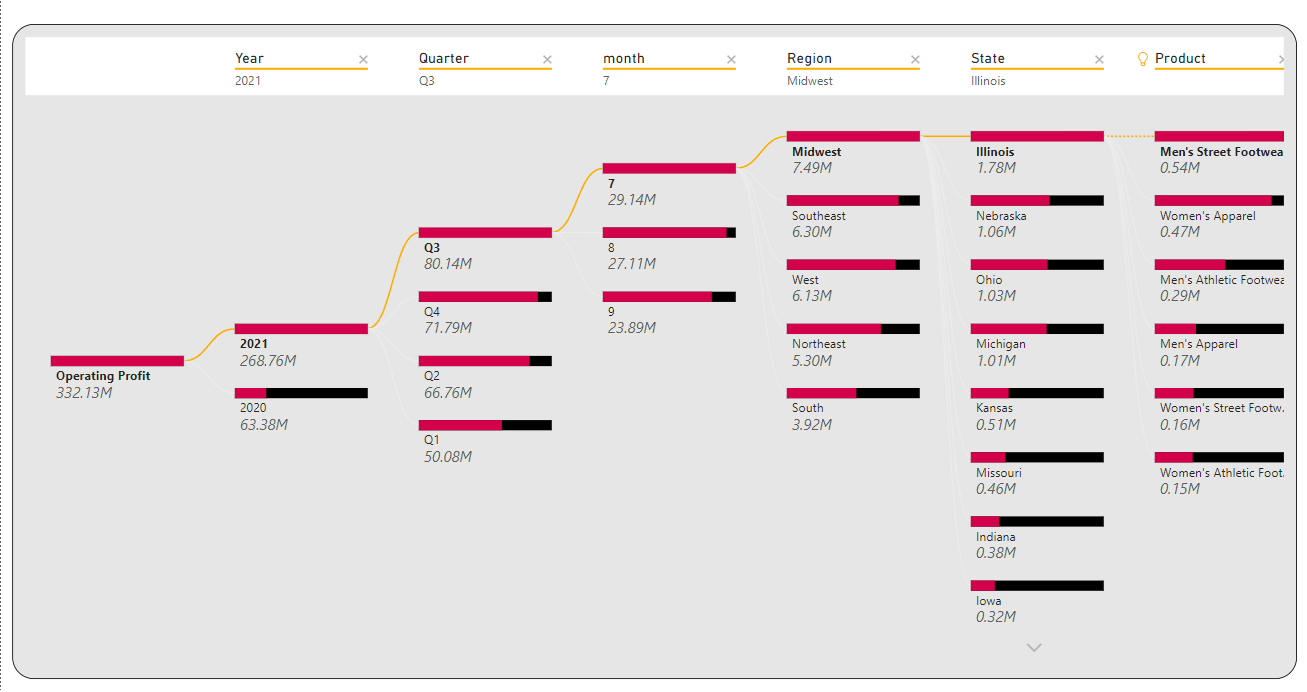 Year
Quarter
month
Region
State
Product
2021
Q3
7
Midwest
Illinois
Operating Profit
332.13M
2021
268.76M
2020
63.38M
Q3
80.14M
Q4
71.79M
Q2
66.76M
Q1
50.08M
7
29.14M
8
27.11M
9
23.89M
Midwest
7.49M
Southeast
6.30M
West
6.13M
Northeast
5.30M
South
3.92M
Illinois
1.78M
Nebraska
1.06M
Ohio
1.03M
Michigan
1.01M
Kansas
0.51M
Missouri
0.46M
Indiana
0.38M
Iowa
0.32M
Men's Street Footwea
0.54M
Women's Apparel
0.47M
Men's Athletic Footwea
0.29M
Men's Apparel
0.17M
Women's Street Footw.
0.16M
Women's Athletic Foot.
0.15M